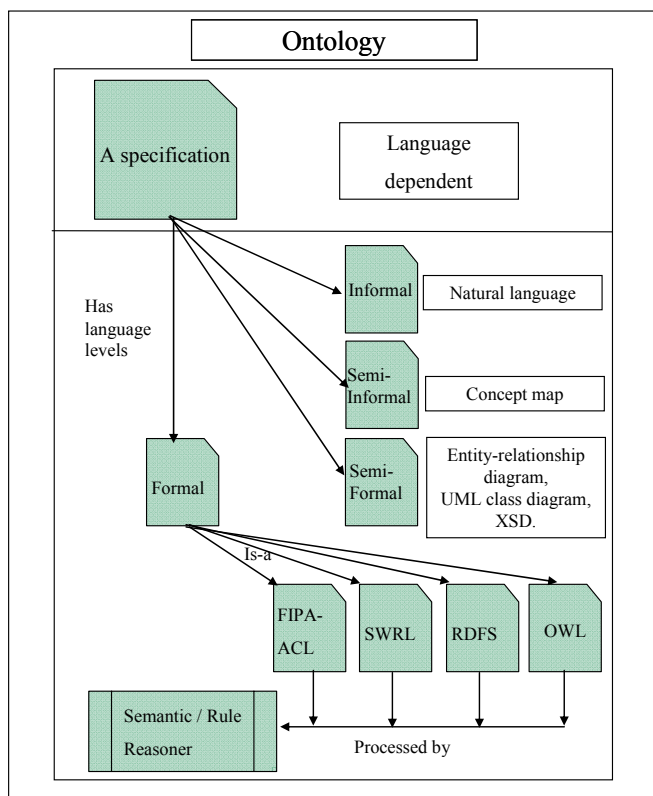 Ontology
A specification
Language
dependent
Has
language
levels
Informal
Natural language
Semi-
Informal
Concept map
Formal
Semi-
Formal
Entity-relationship
diagram,
UML class diagram,
XSD.
Is-a
FIPA-
ACL
SWRL
RDFS
OWL
Semantic / Rule
Reasoner
Processed by